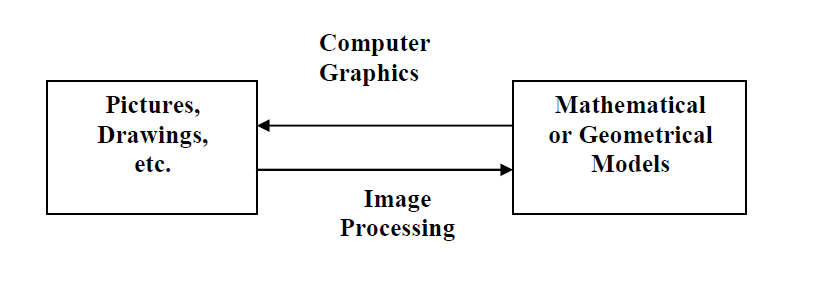 Computer
Graphics
Pictures,
Drawings,
etc.
Mathematical
or Geometrical
Models
Image
Processing